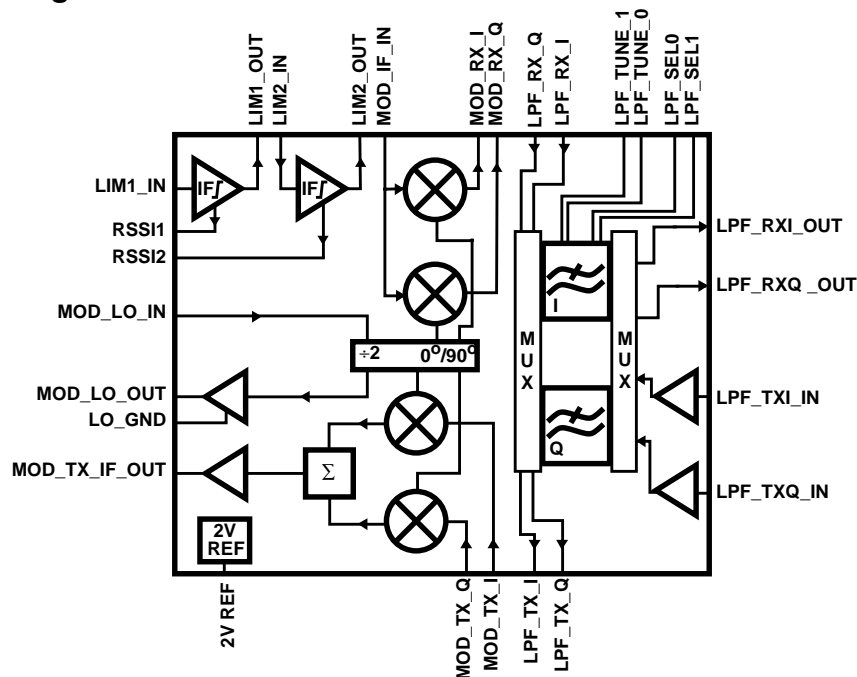 LIM1_OUT
LIM2_IN
LIM2_OUT
MOD_IF_IN
MOD_RX_I
MOD_RX_Q
LPF_RX_Q
LPF_RX_I
LPF_TUNE_1
LPF_TUNE_0
LPF_SEL0
LPF_SEL1
LIM1_IN
IF
IF
RSSI1
RSSI2
LPF_RXI_OUT
LPF_RXQ _OUT
I
MOD_LO_IN
÷2 0°/90°
MUX
MUX
MOD_LO_OUT
LO_GND
LPF_TXI_IN
Q
MOD_TX_IF_OUT
Σ
LPF_TXQ_IN
2V
REF
2V REF
MOD_TX_Q
MOD_TX_I
LPF_TX_I
LPF_TX_Q